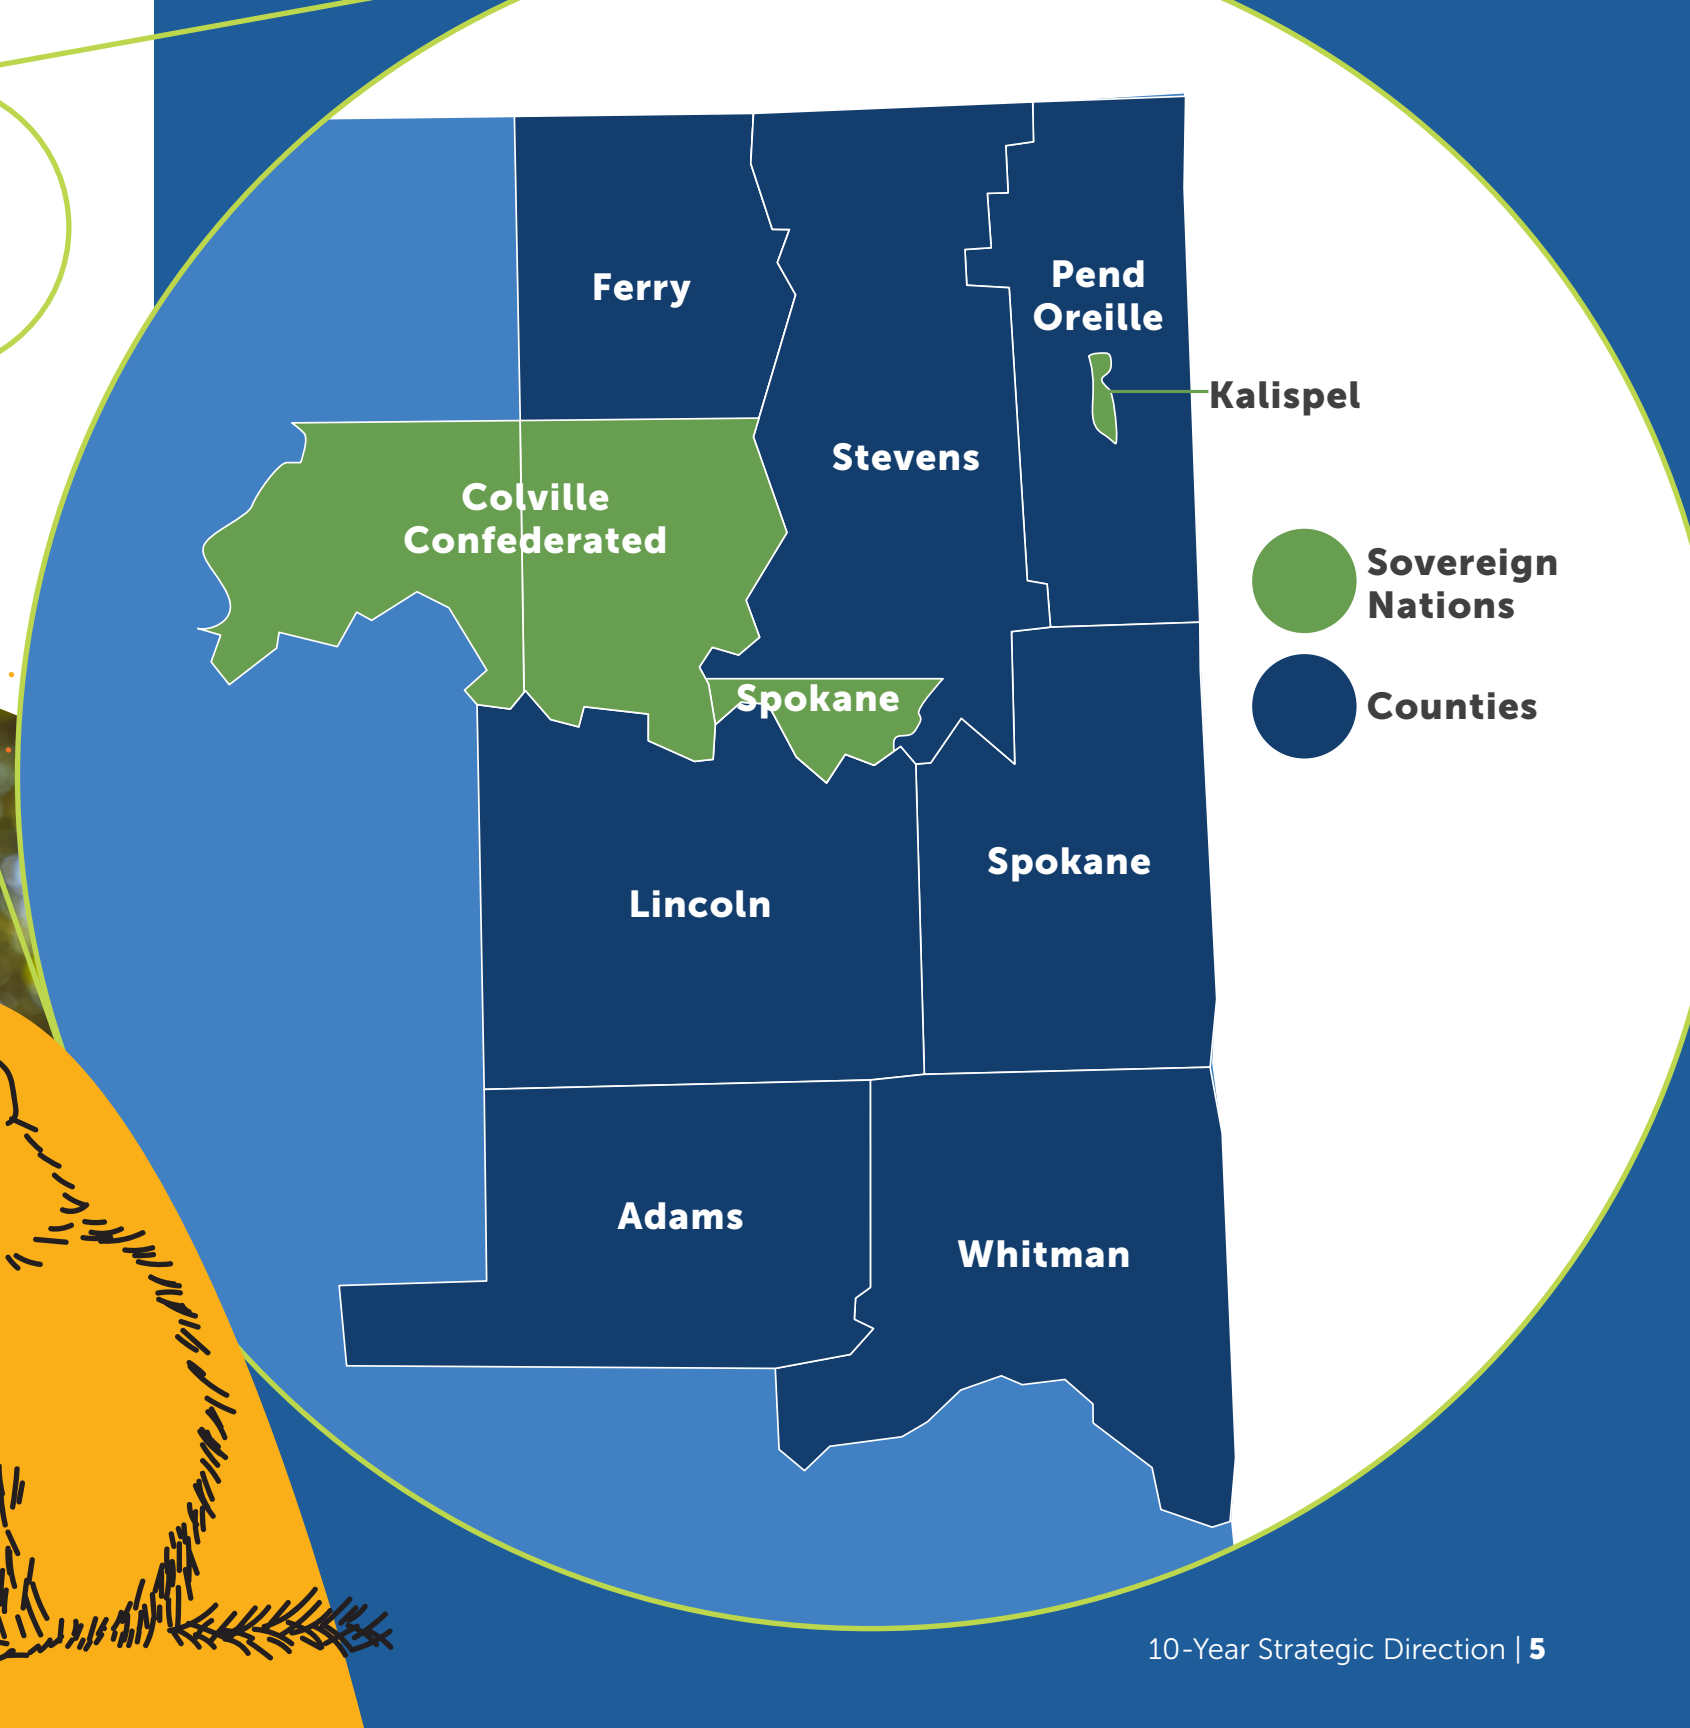 Ferry
Pend
Oreille
Kalispel
Stevens
Colville
Confederated
Sovereign
Nations
Spokane
Counties
Spokane
Lincoln
Adams
Whitman
10-Year Strategic Direction | 5